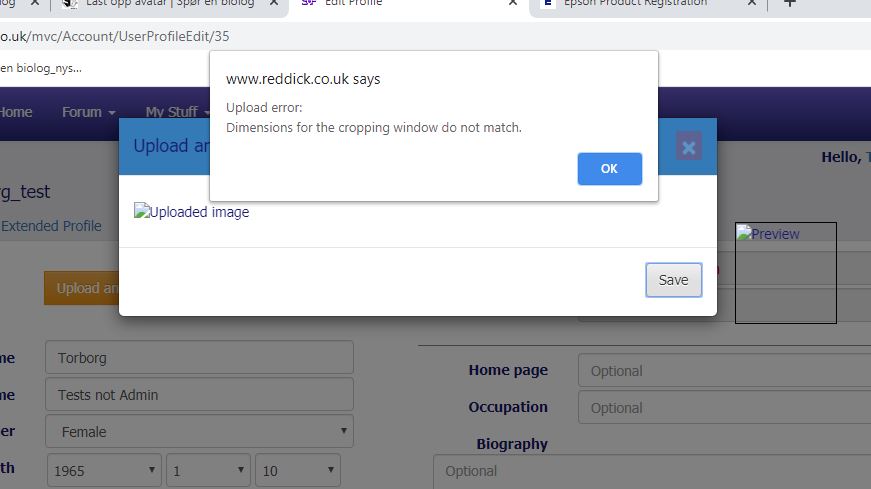 Last opp avatar | Spør en biolog
Edit Profile
Epson Product Registration
o.uk/mvc/Account/UserProfileEdit/35
en biolog_nys...
www.reddick.co.uk says
Upload error:
Dimensions for the cropping window do not match.
OK
Home
Forum
My Stuff
Upload an
Hello,
g_test
Uploaded image
Extended Profile
Preview
Save
Upload an
me
Torborg
Home page
Optional
me
Tests not Admin
Occupation
Optional
er
Female
Biography
th
1965
1
10
Optional